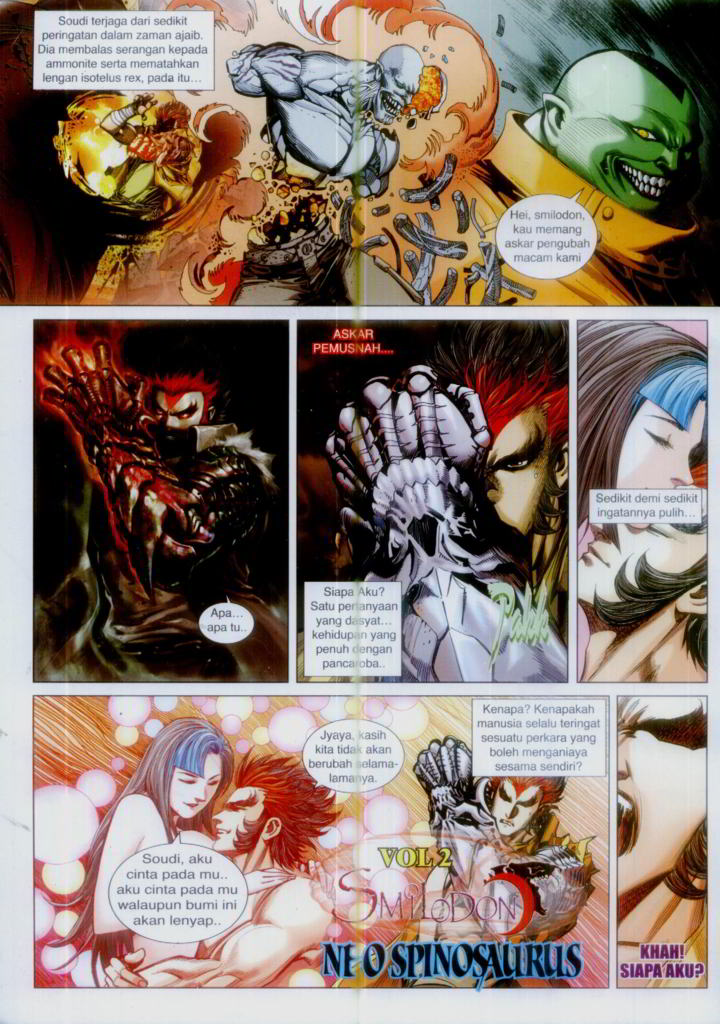 Soudi terjaga dari sedikit
peringatan dalam zaman ajaib.
Dia membalas serangan kepada
ammonite serta mematahkan
lengan isotelus rex, pada itu...
Hei, smilodon,
kau memang
askar pengubah
macam kami
Apa...
apa tu..
ASKAR
PEMUSNAH....
Siapa Aku?
Satu pertanyaan
yang dasyat...
kehidupan yang
penuh dengan
pancaroba..
Sedikit demi sedikit
ingatannya pulih...
Soudi, aku
cinta pada mu..
aku cinta pada mu
walaupun bumi ini
akan lenyap..
Jyaya, kasih
kita tidak akan
berubah selama-
lamanya.
Kenapa? Kenapakah
manusia selalu teringat
sesuatu perkara yang
boleh menganiaya
sesama sendiri?
VOL 2
SMILODON
NEO SPINOSAURUS
KHAH!
SIAPA AKU?